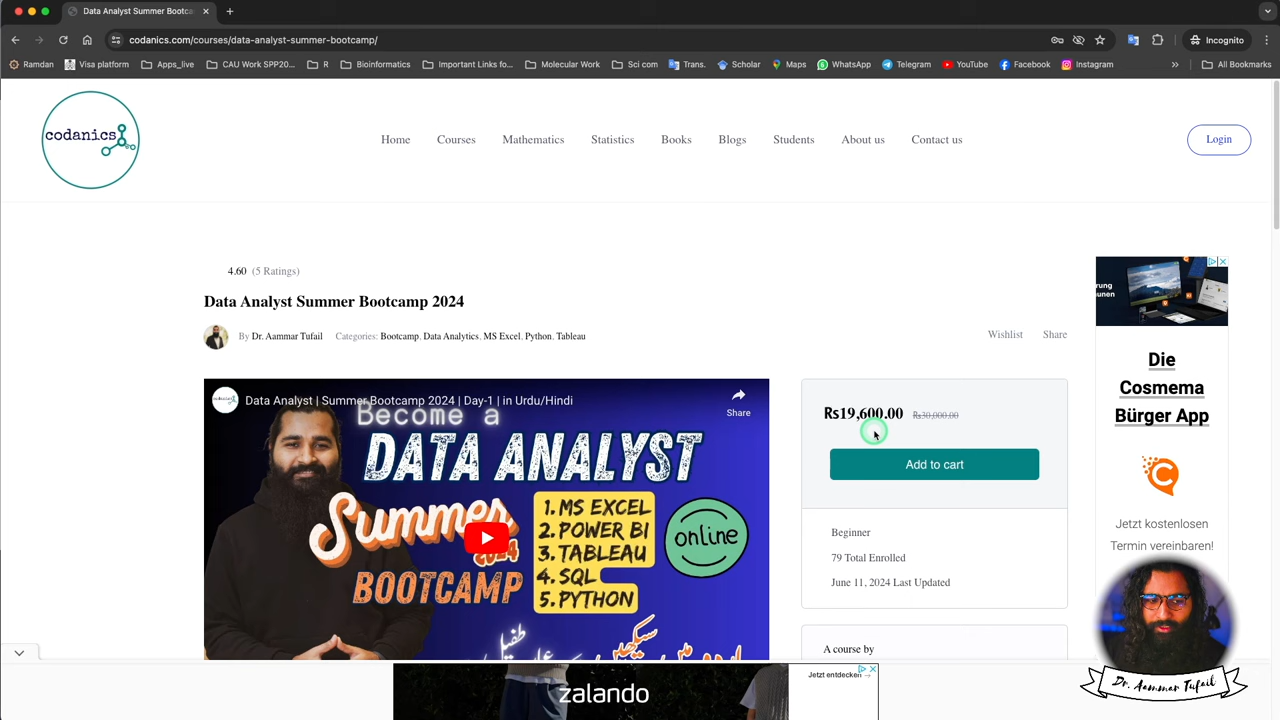 Data Analyst Summer Bootca
codanics.com/courses/data-analyst-summer-bootcamp/
Incognito
Ramdan
Visa platform
Apps_live
CAU Work SPP20...
R
Bioinformatics
Important Links fo...
Molecular Work
Sci com
Trans.
Scholar
Maps
WhatsApp
Telegram
YouTube
Facebook
Instagram
»
All Bookmarks
codanics
Home
Courses
Mathematics
Statistics
Books
Blogs
Students
About us
Contact us
Login
4.60 (5 Ratings)
Data Analyst Summer Bootcamp 2024
By Dr. Aammar Tufail Categories: Bootcamp, Data Analytics, MS Excel, Python, Tableau
Wishlist
Share
Data Analyst | Summer Bootcamp 2024 | Day-1 | in Urdu/Hindi
Share
Become a
DATA ANALYST
Summer
2024
BOOTCAMP
1. MS EXCEL
2. POWER BI
3. TABLEAU
4. SQL
5. PYTHON
online
₨19,600.00 ₨30,000.00
Add to cart
Beginner
79 Total Enrolled
June 11, 2024 Last Updated
A course by
Die
Cosmema
Bürger App
Jetzt kostenlosen
Termin vereinbaren!
Dr. Aammar Tufail
Jetzt entdecken
zalando